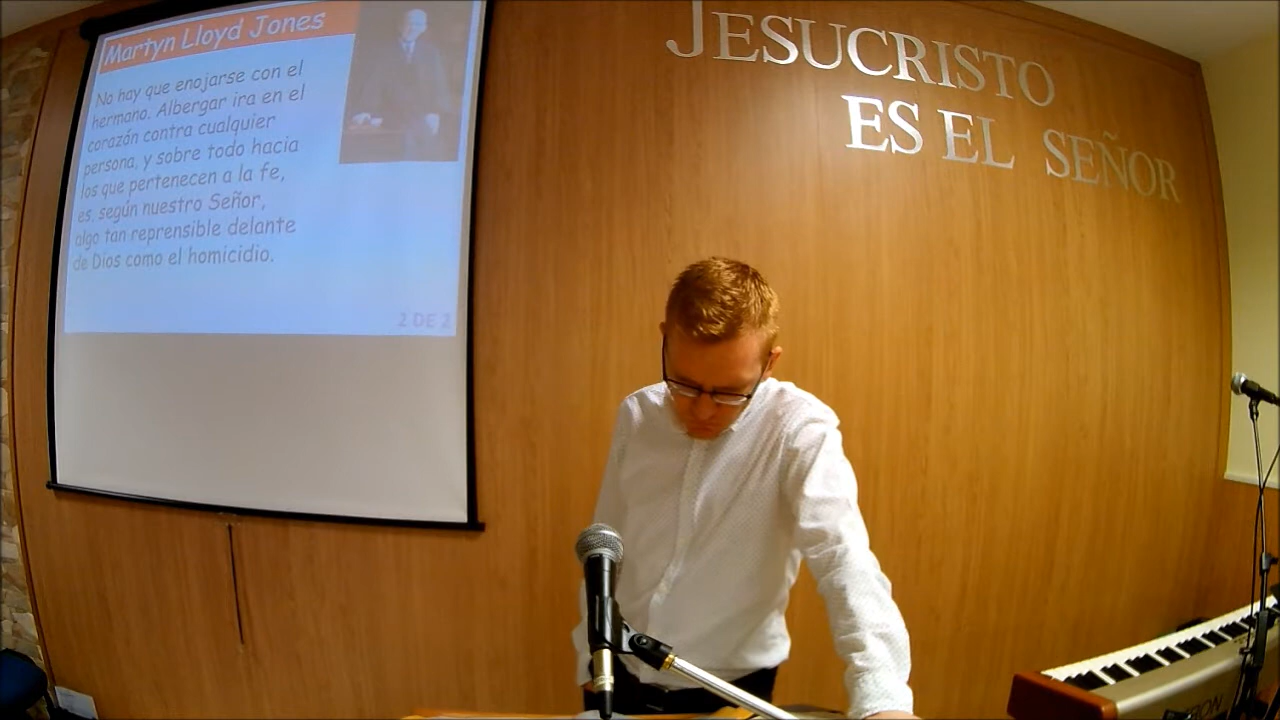 Martyn Lloyd Jones
No hay que enojarse con el
hermano. Albergar ira en el
corazón contra cualquier
persona, y sobre todo hacia
los que pertenecen a la fe,
es, según nuestro Señor,
algo tan reprensible delante
de Dios como el homicidio.
2 DE 2
JESUCRISTO
ES EL SEÑOR